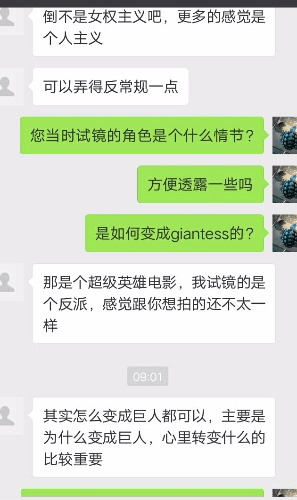 倒不是女权主义吧，更多的感觉是
个人主义
可以弄得反常规一点
您当时试镜的角色是个什么情节？
方便透露一些吗
是如何变成giantess的？
那是个超级英雄电影，我试镜的是
个反派，感觉跟你想拍的还不太一
样
09:01
其实怎么变成巨人都可以，主要是
为什么变成巨人，心里转变什么的
比较重要